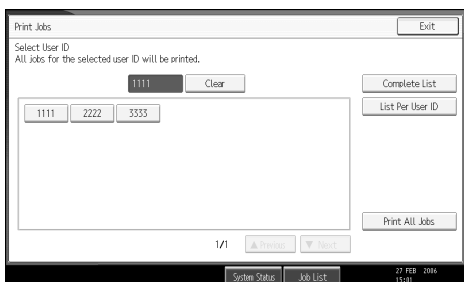 Print Jobs
Exit
Select User ID
All jobs for the selected user ID will be printed.
1111
Clear
Complete List
List Per User ID
1111 2222 3333
Print All Jobs
1/1 ▲ Previous ▼ Next
System Status Job List
27 FEB 2006
15:01